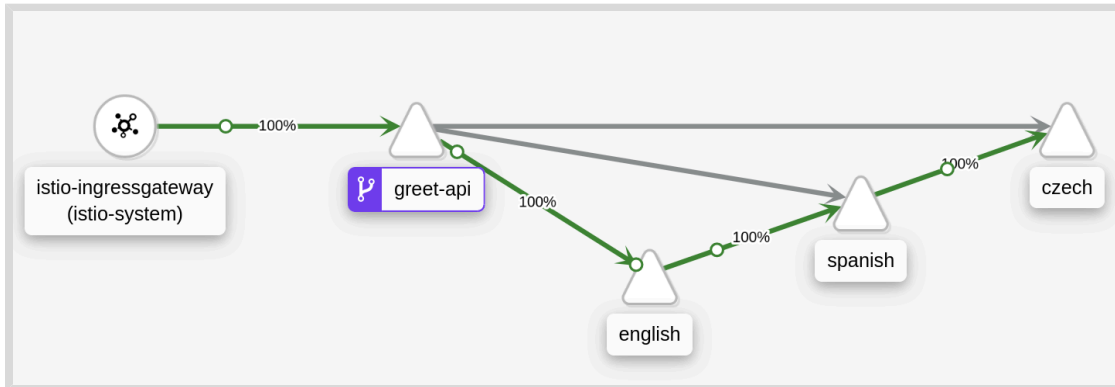 100%
istio-ingressgateway
(istio-system)
greet-api
100%
english
100%
spanish
100%
czech